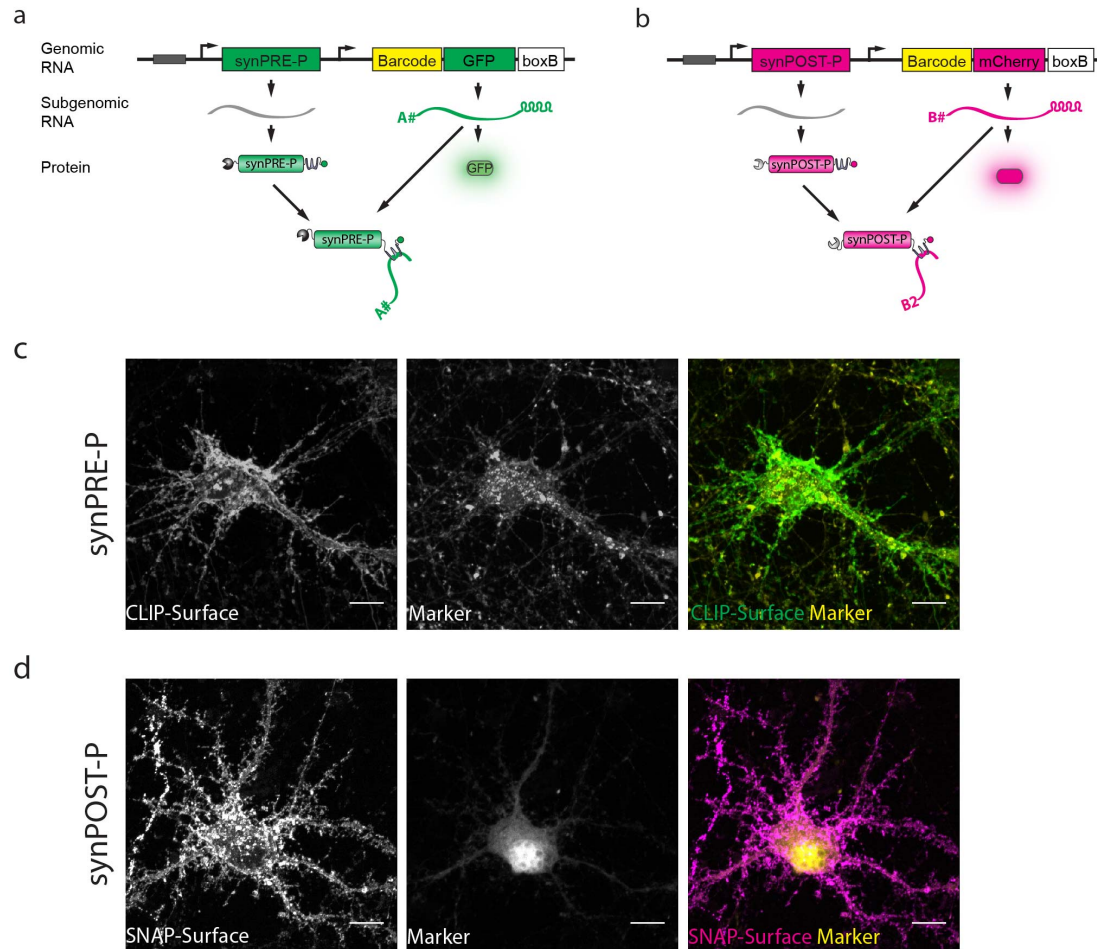 a
Genomic
RNA
synPRE-P
Barcode
GFP
boxB
Subgenomic
RNA
A#
Protein
synPRE-P
GFP
synPRE-P
A#
b
synPOST-P
Barcode
mCherry
boxB
B#
synPOST-P
synPOST-P
B2
c
synPRE-P
CLIP-Surface
Marker
CLIP-Surface Marker
d
synPOST-P
SNAP-Surface
Marker
SNAP-Surface Marker